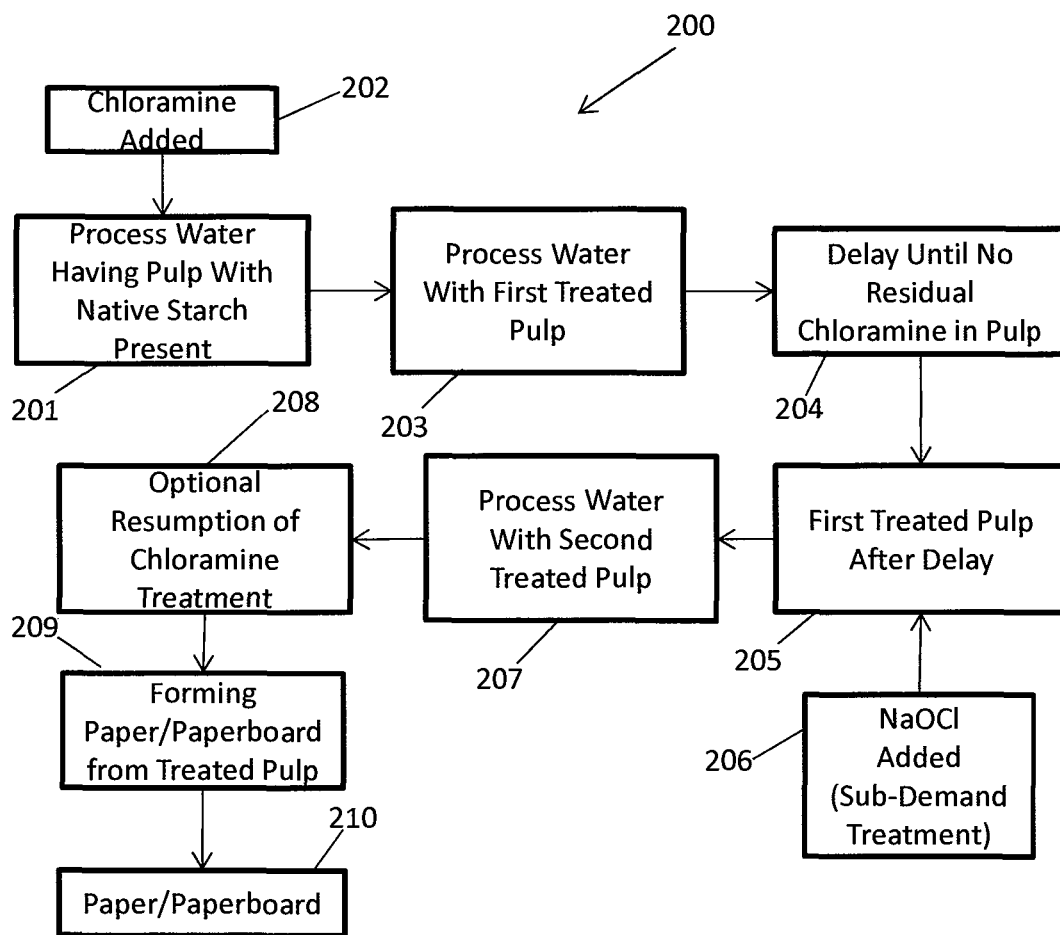 200
Chloramine
Added
202
Process Water
Having Pulp With
Native Starch
Present
201
Process Water
With First Treated
Pulp
203
Delay Until No
Residual
Chloramine in Pulp
204
208
Optional
Resumption of
Chloramine
Treatment
Process Water
With Second
Treated Pulp
207
First Treated Pulp
After Delay
205
NaOCl
Added
(Sub-Demand
Treatment)
206
209
Forming
Paper/Paperboard
from Treated Pulp
210
Paper/Paperboard